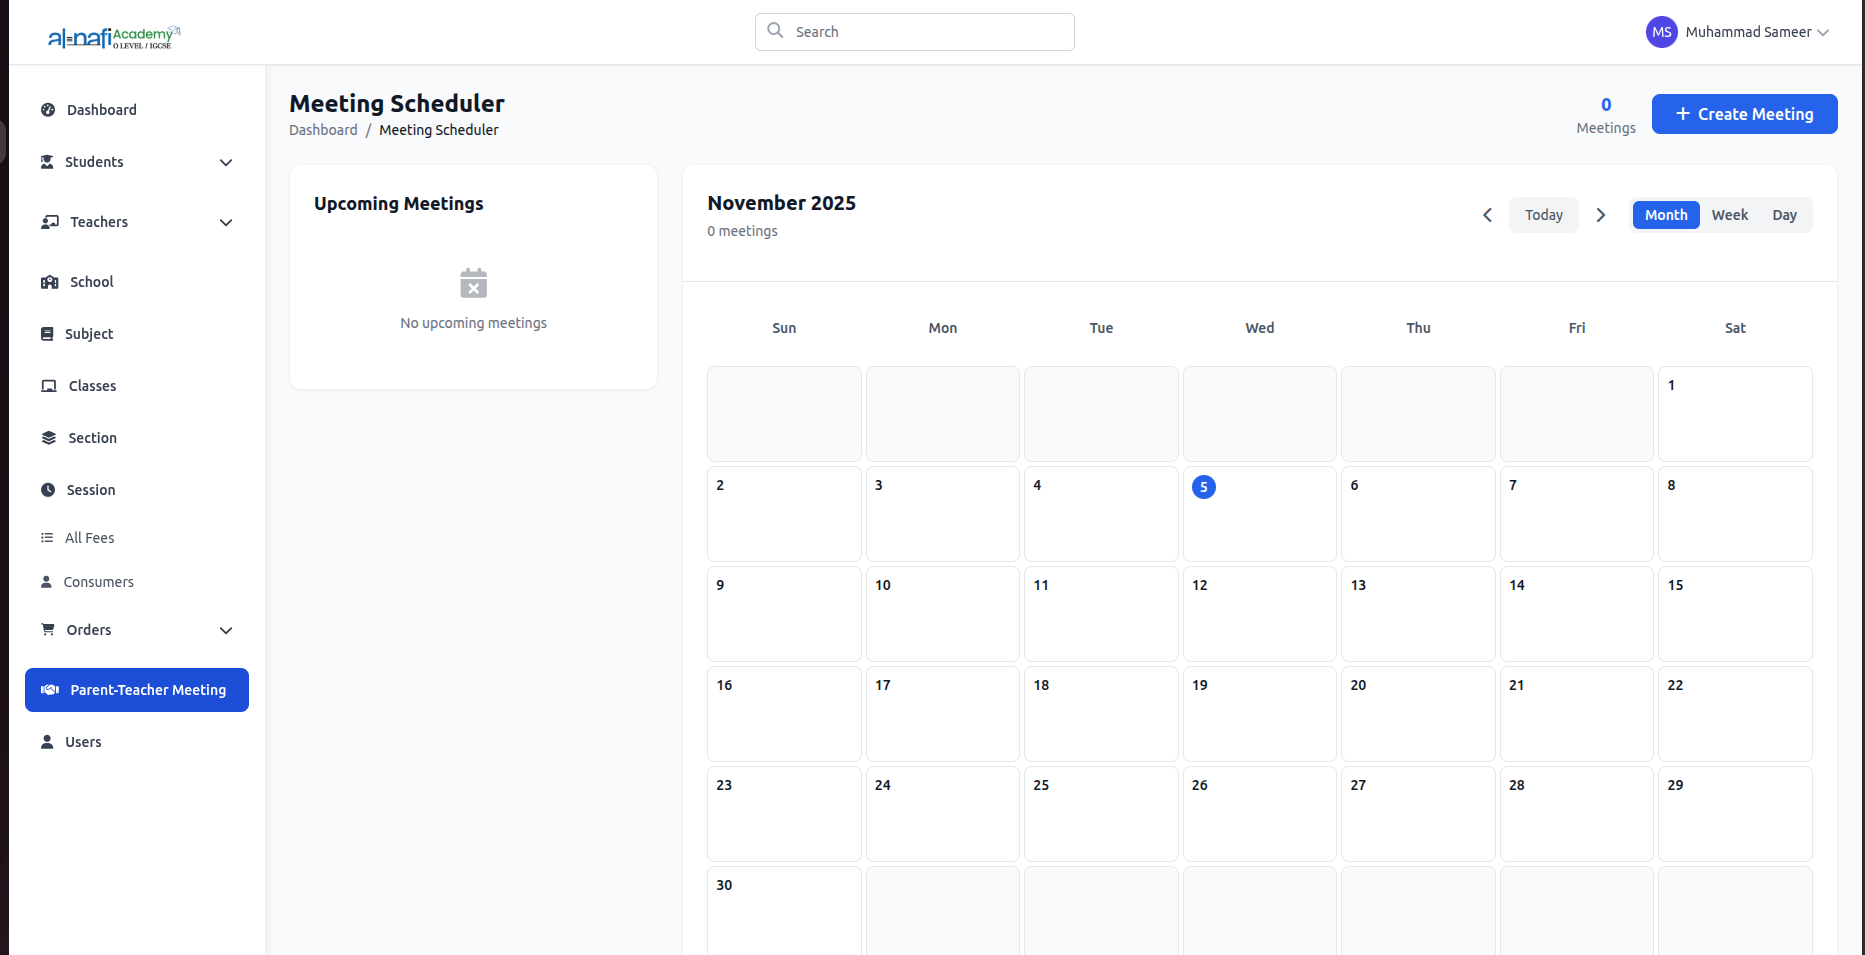 al-nafi Academy
O LEVEL / IGCSE
Search
MS Muhammad Sameer
Dashboard
Students
Teachers
School
Subject
Classes
Section
Session
All Fees
Consumers
Orders
Parent-Teacher Meeting
Users
Meeting Scheduler
Dashboard / Meeting Scheduler
0
Meetings
+ Create Meeting
Upcoming Meetings
No upcoming meetings
November 2025
0 meetings
Today
Month Week Day
Sun Mon Tue Wed Thu Fri Sat
1
2 3 4 5 6 7 8
9 10 11 12 13 14 15
16 17 18 19 20 21 22
23 24 25 26 27 28 29
30